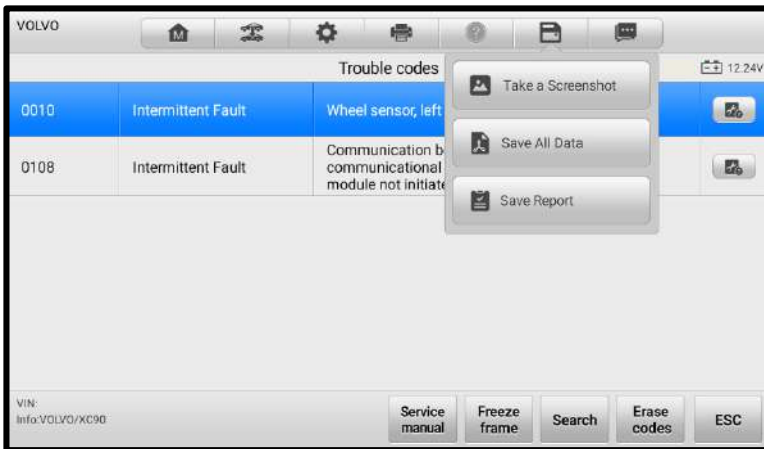 VOLVO
M
?
Trouble codes
12.24V
Take a Screenshot
0010 Intermittent Fault Wheel sensor, left
Save All Data
0108 Intermittent Fault Communication b
communicational
module not initiate
Save Report
VIN:
Info:VOLVO/XC90
Service
manual
Freeze
frame
Search
Erase
codes
ESC